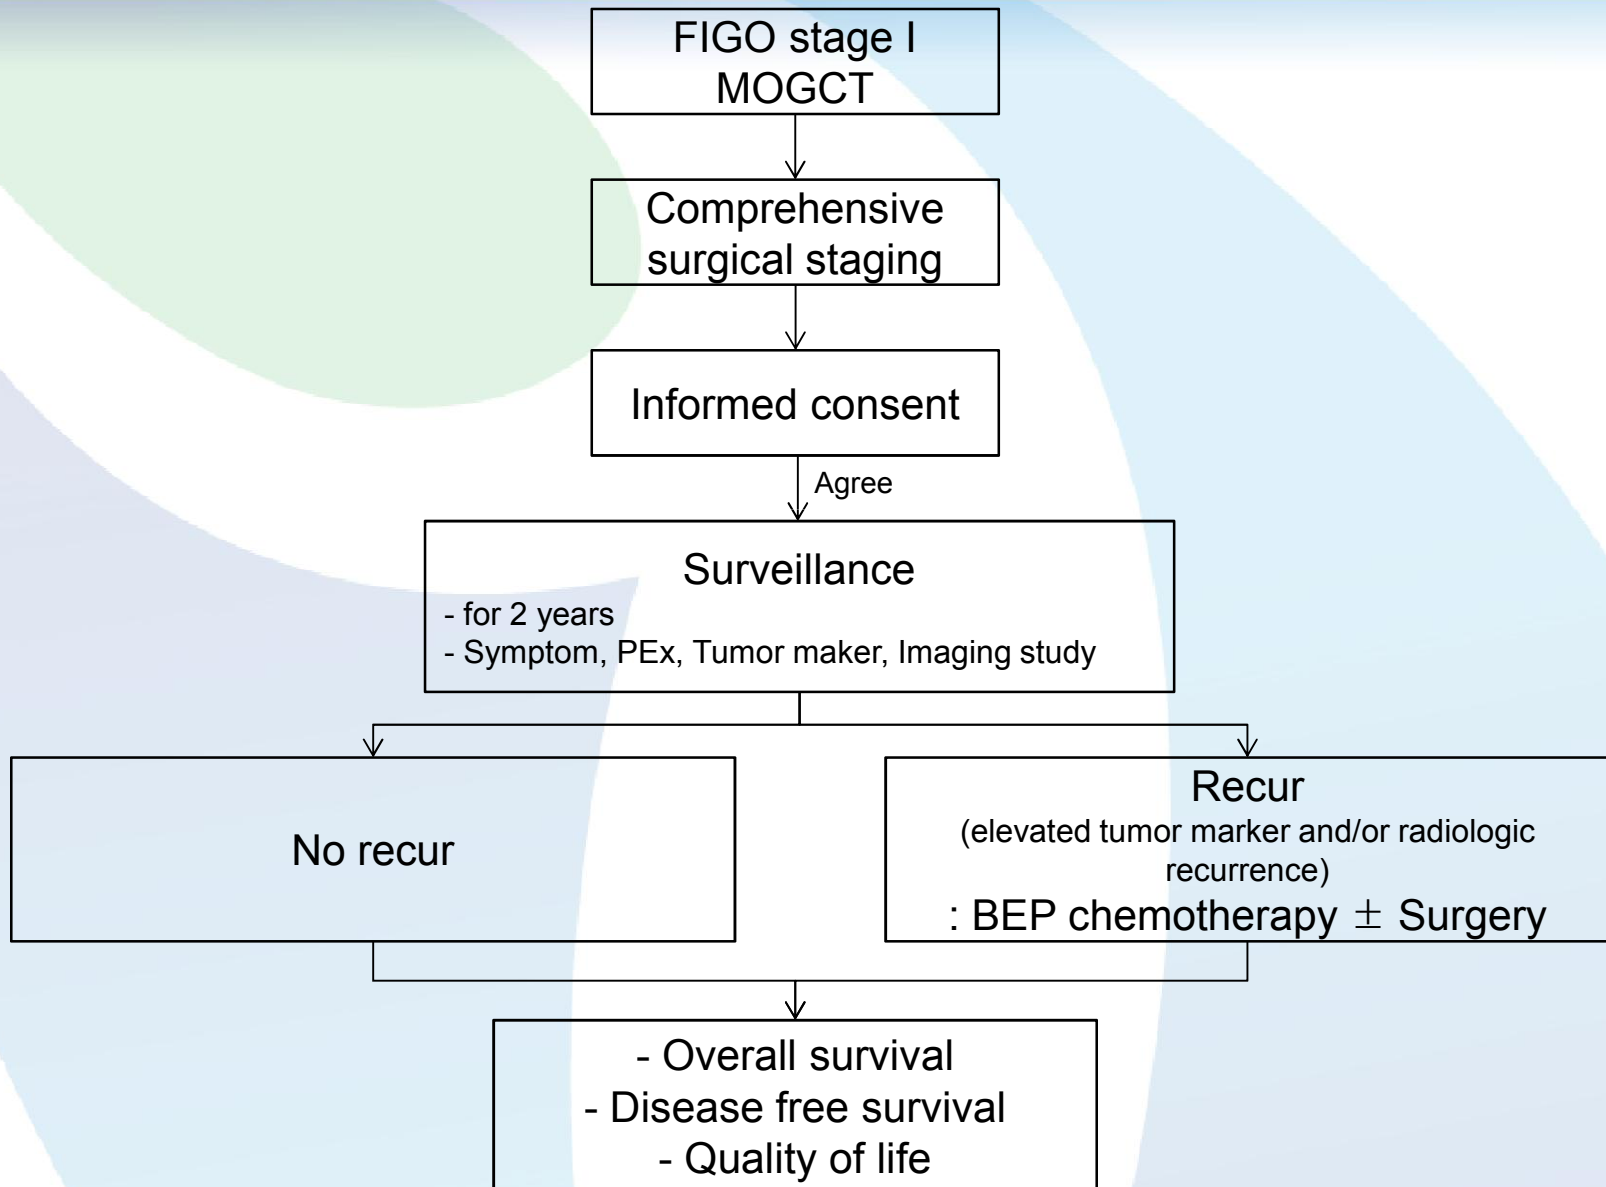 FIGO stage I
MOGCT
Comprehensive
surgical staging
Informed consent
Agree
Surveillance
- for 2 years
- Symptom, PEx, Tumor maker, Imaging study
No recur
Recur
(elevated tumor marker and/or radiologic
recurrence)
: BEP chemotherapy ± Surgery
- Overall survival
- Disease free survival
- Quality of life